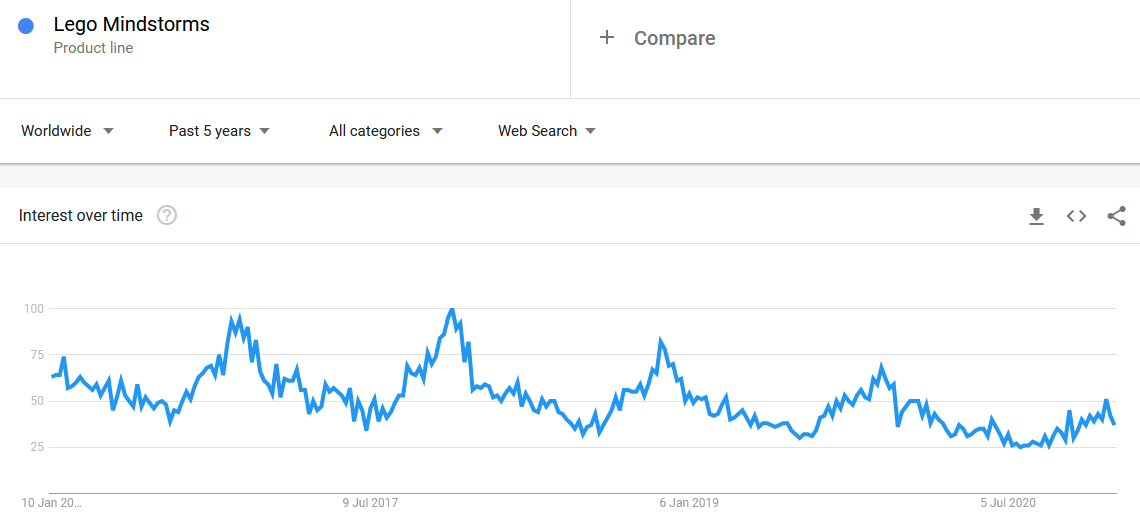 Lego Mindstorms
Product line
+ Compare
Worldwide Past 5 years All categories Web Search
Interest over time ?
100
75
50
25
10 Jan 20... 9 Jul 2017 6 Jan 2019 5 Jul 2020